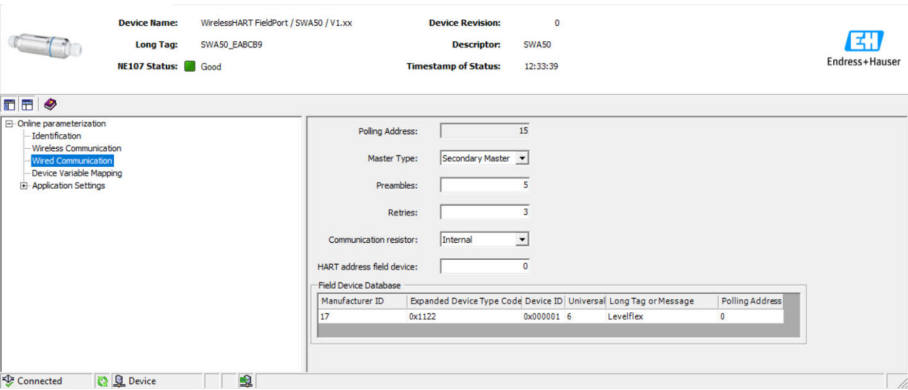 Device Name: WirelessHART FieldPort / SWA50 / V1.xx Device Revision: 0
Long Tag: SWA50_EABCB9 Descriptor: SWA50
NE107 Status: Good Timestamp of Status: 12:33:39
EH
Endress+Hauser
Online parameterization
Identification
Wireless Communication
Wired Communication
Device Variable Mapping
Application Settings
Polling Address: 15
Master Type: Secondary Master
Preambles: 5
Retries: 3
Communication resistor: Internal
HART address field device: 0
Field Device Database
Manufacturer ID Expanded Device Type Code Device ID Universal Long Tag or Message Polling Address
17 0x1122 0x000001 6 Levelflex 0
Connected Device